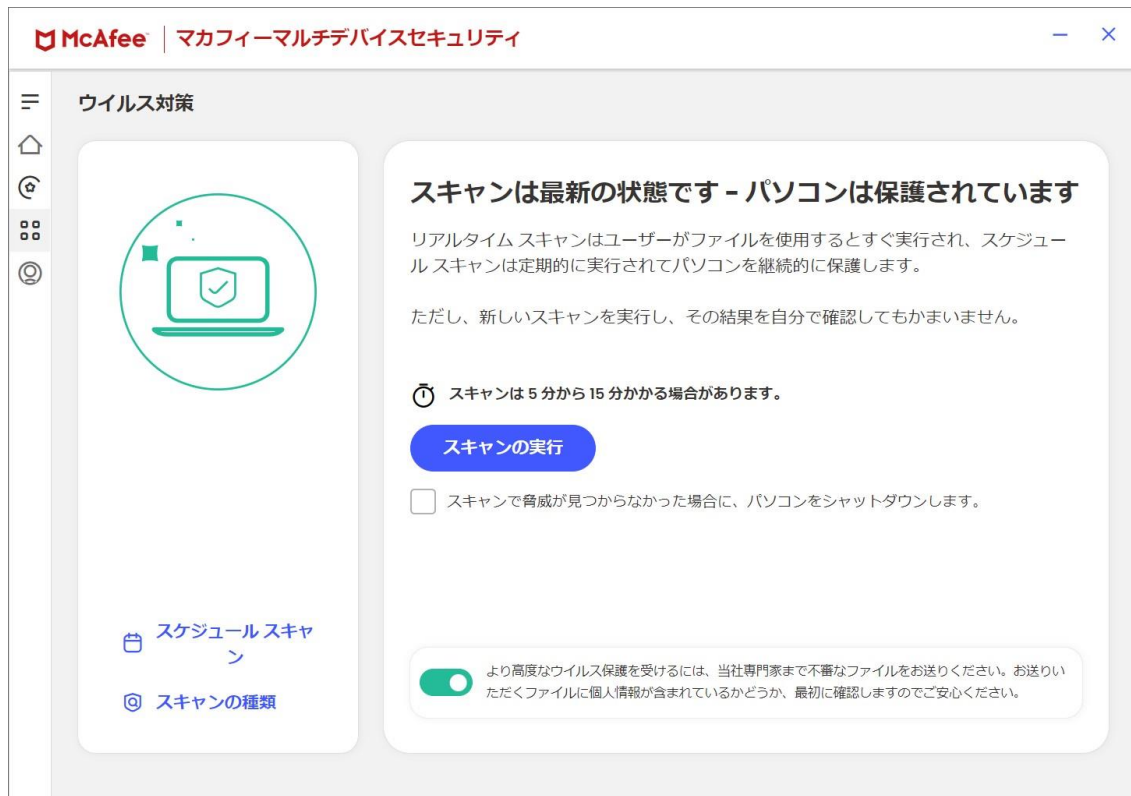 McAfee マカフィーマルチデバイスセキュリティ
ウイルス対策
スキャンは最新の状態です - パソコンは保護されています
リアルタイム スキャンはユーザーがファイルを使用するとすぐ実行され、スケジュー
ル スキャンは定期的に実行されてパソコンを継続的に保護します。
ただし、新しいスキャンを実行し、その結果を自分で確認してもかまいません。
スキャンは 5 分から 15 分かかる場合があります。
スキャンの実行
スキャンで脅威が見つからなかった場合に、パソコンをシャットダウンします。
スケジュール スキャ
ン
スキャンの種類
より高度なウイルス保護を受けるには、当社専門家まで不審なファイルをお送りください。お送りい
ただくファイルに個人情報が含まれているかどうか、最初に確認しますのでご安心ください。